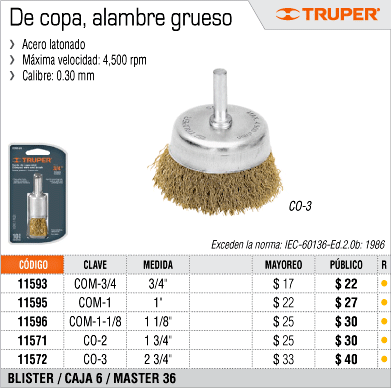 De copa, alambre grueso
TRUPER®
Acero latonado
Máxima velocidad: 4,500 rpm
Calibre: 0.30 mm
TRUPER
CO-3
Exceden la norma: IEC-60136-Ed.2.0b: 1986
CÓDIGO CLAVE MEDIDA MAYOREO PÚBLICO R
11593 COM-3/4 3/4" $ 17 $ 22
11595 COM-1 1" $ 22 $ 27
11596 COM-1-1/8 1 1/8" $ 25 $ 30
11571 CO-2 1 3/4" $ 25 $ 30
11572 CO-3 2 3/4" $ 33 $ 40
BLISTER / CAJA 6 / MASTER 36